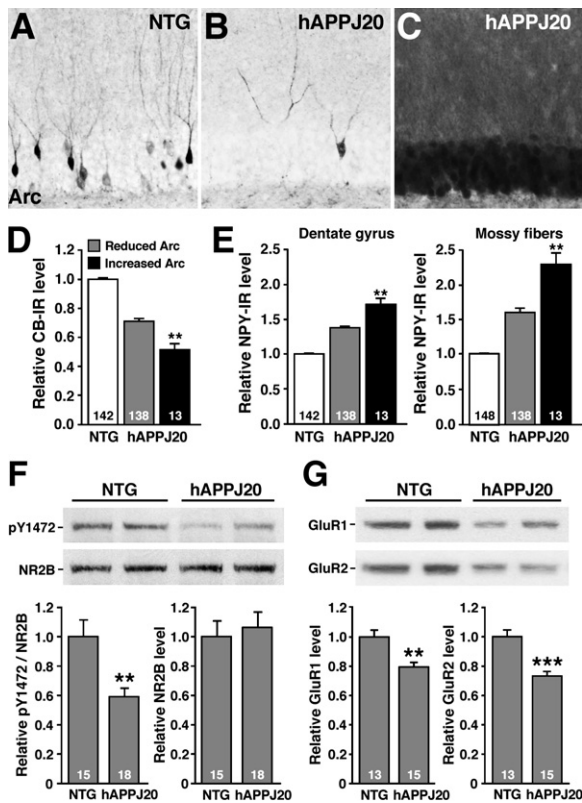 A
NTG
B
hAPPJ20
C
hAPPJ20
Arc
D
Reduced Arc
Increased Arc
Relative CB-IR level
1.2
1.0
0.8
0.6
0.4
0.2
0.0
**
142
138
13
NTG hAPPJ20
E
Dentate gyrus
Relative NPY-IR level
2.5
2.0
1.5
1.0
0.5
0.0
**
142
138
13
NTG hAPPJ20
Mossy fibers
Relative NPY-IR level
2.5
2.0
1.5
1.0
0.5
0.0
**
148
138
13
NTG hAPPJ20
F
NTG
hAPPJ20
pY1472
NR2B
Relative pY1472 / NR2B
1.2
1.0
0.8
0.6
0.4
0.2
0
**
15
18
NTG hAPPJ20
Relative NR2B level
1.2
1.0
0.8
0.6
0.4
0.2
0
15
18
NTG hAPPJ20
G
NTG
hAPPJ20
GluR1
GluR2
Relative GluR1 level
1.2
1.0
0.8
0.6
0.4
0.2
0
**
13
15
NTG hAPPJ20
Relative GluR2 level
1.2
1.0
0.8
0.6
0.4
0.2
0
***
13
15
NTG hAPPJ20